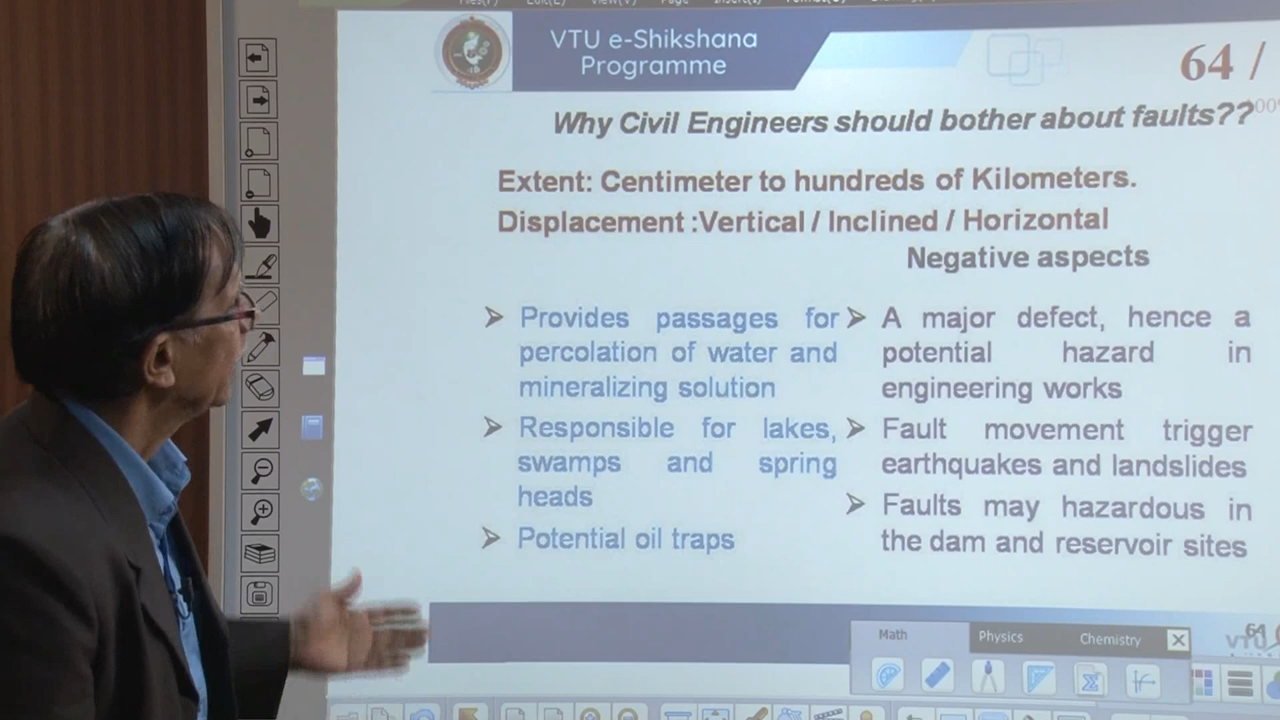 VTU e-Shikshana
Programme
64 /
Why Civil Engineers should bother about faults??
Extent: Centimeter to hundreds of Kilometers.
Displacement :Vertical / Inclined / Horizontal
Negative aspects
➢ Provides passages for
percolation of water and
mineralizing solution
➢ Responsible for lakes,
swamps and spring
heads
➢ Potential oil traps
➢ A major defect, hence a
potential hazard in
engineering works
➢ Fault movement trigger
earthquakes and landslides
➢ Faults may hazardous in
the dam and reservoir sites
Math Physics Chemistry